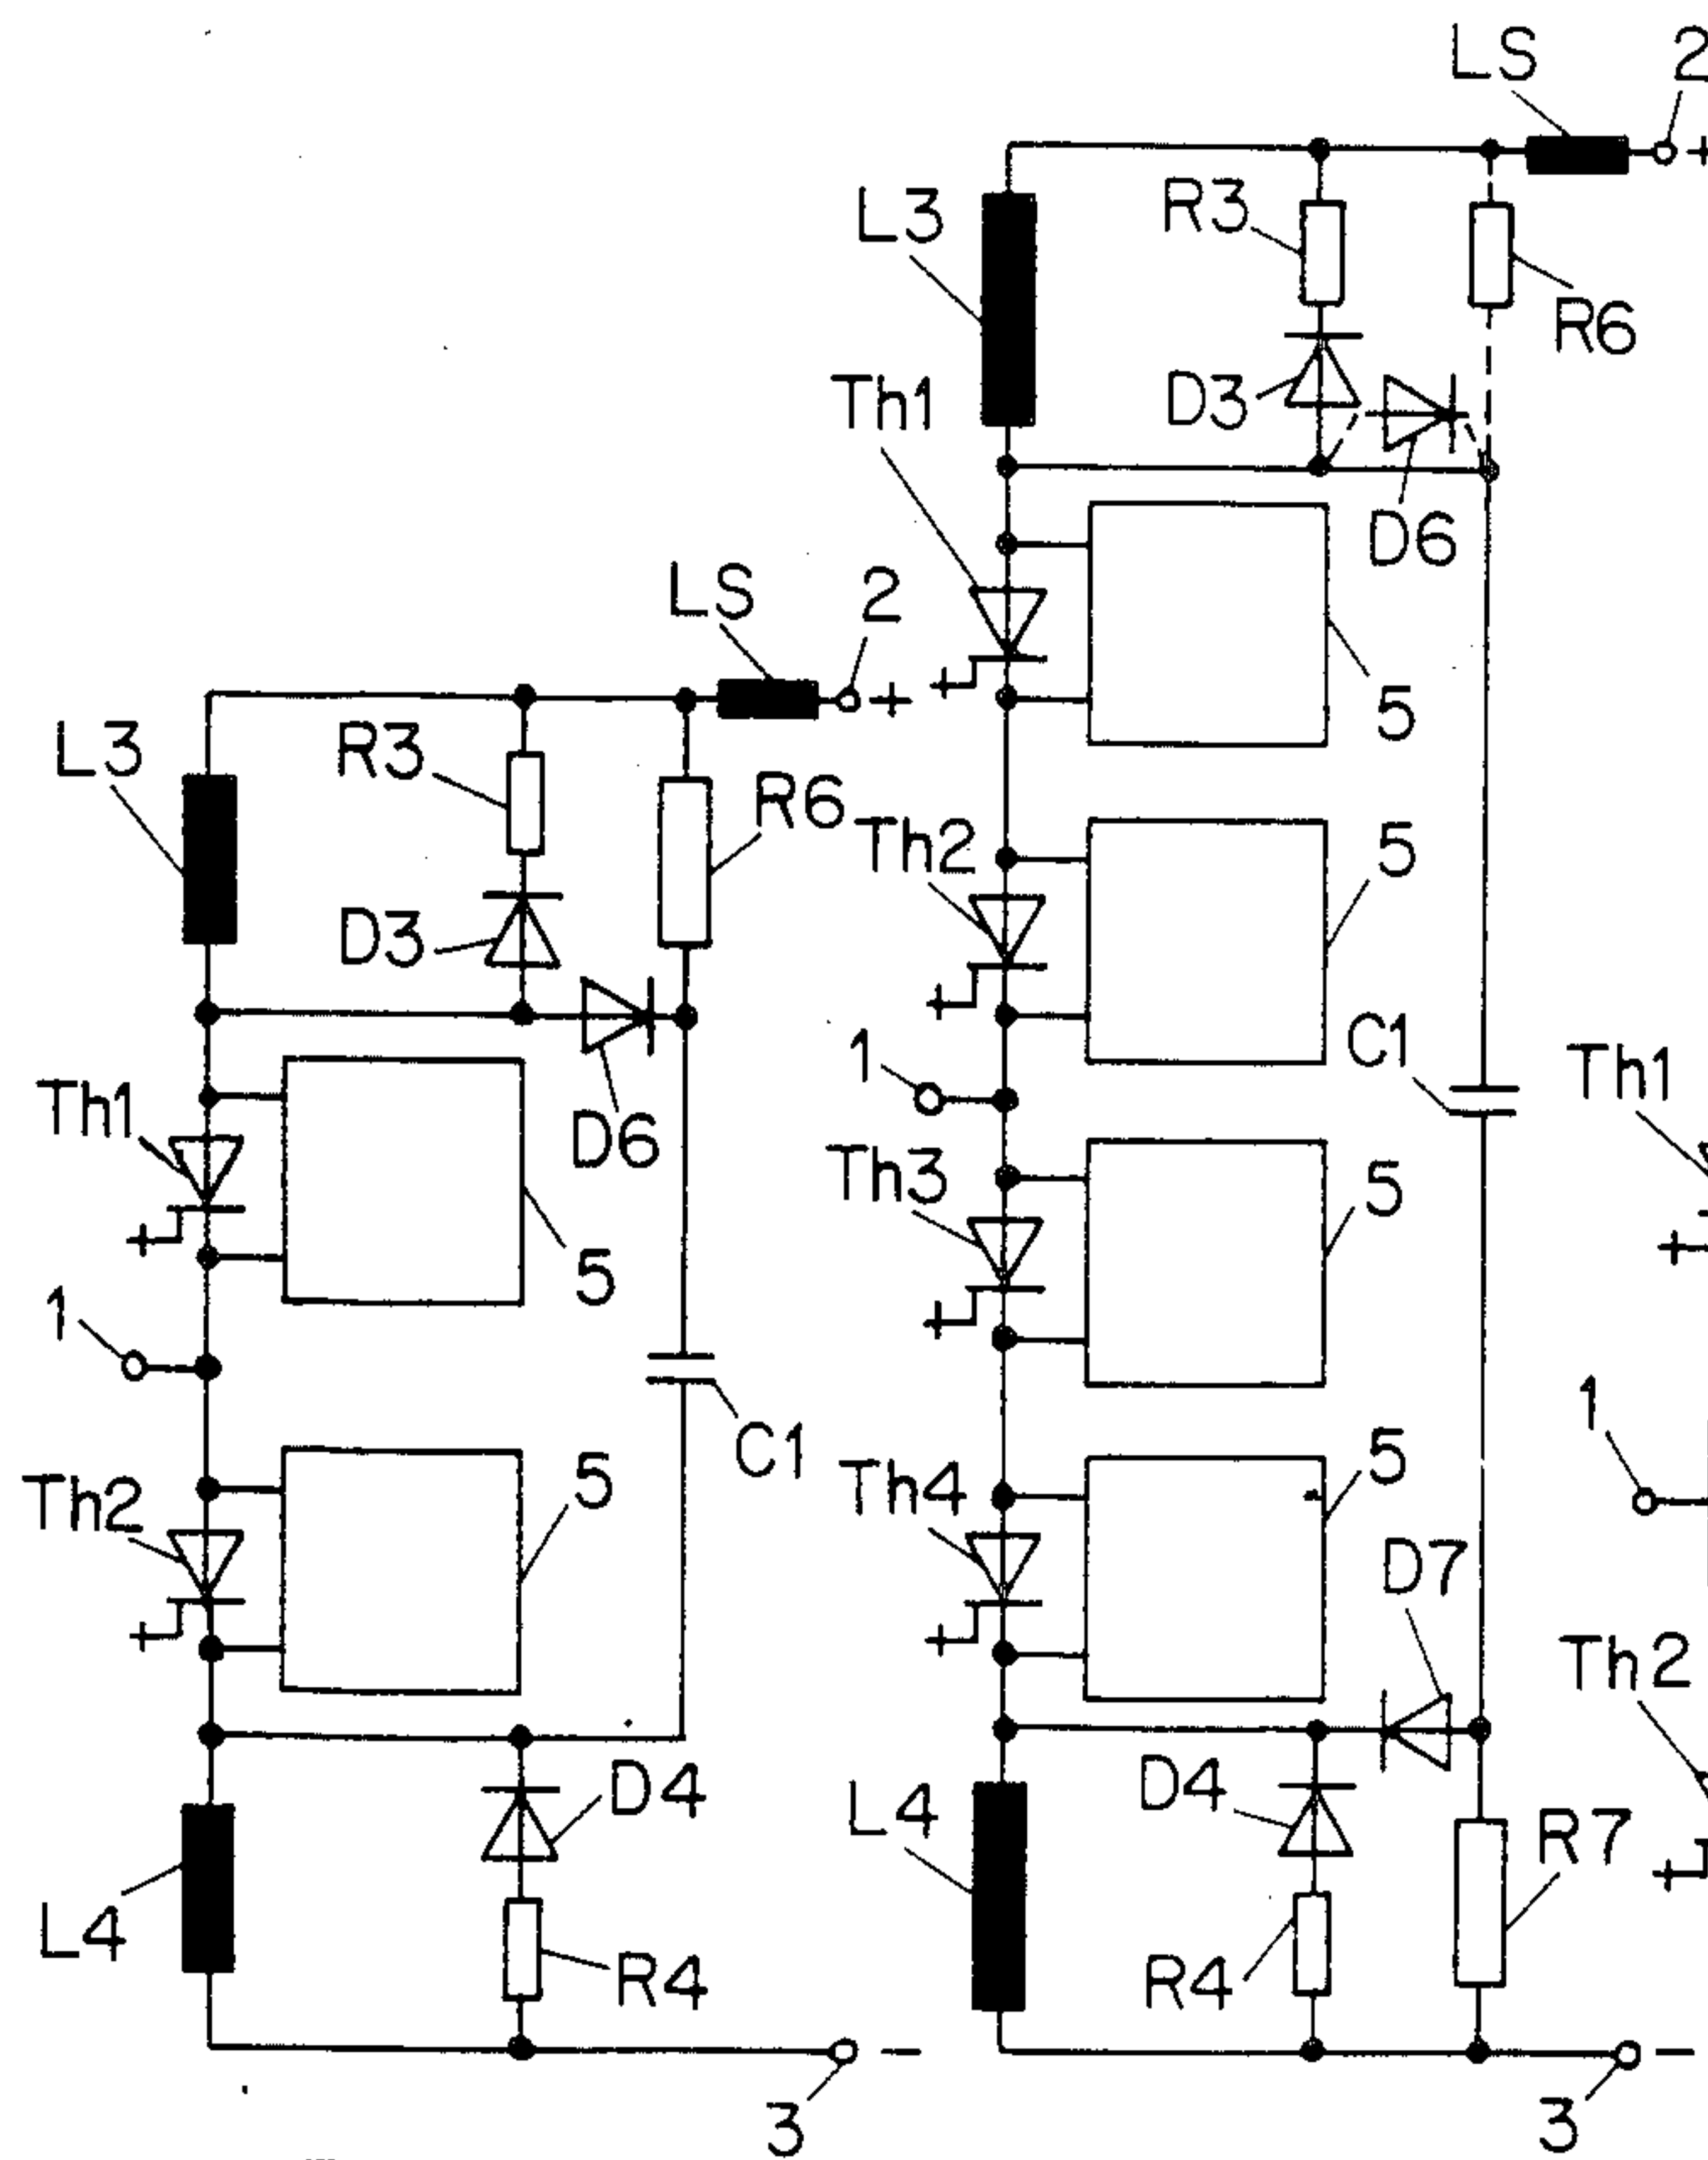 LS
2
+
L3
R3
R6
D3
D6
Th1
5
1
Th2
5
C1
D4
L4
R4
-
3
LS
2
+
L3
R3
R6
Th1
D3
D6
5
Th2
5
1
C1
Th3
5
Th4
5
D7
L4
D4
R7
R4
-
3
Th1
+
1
Th2
+